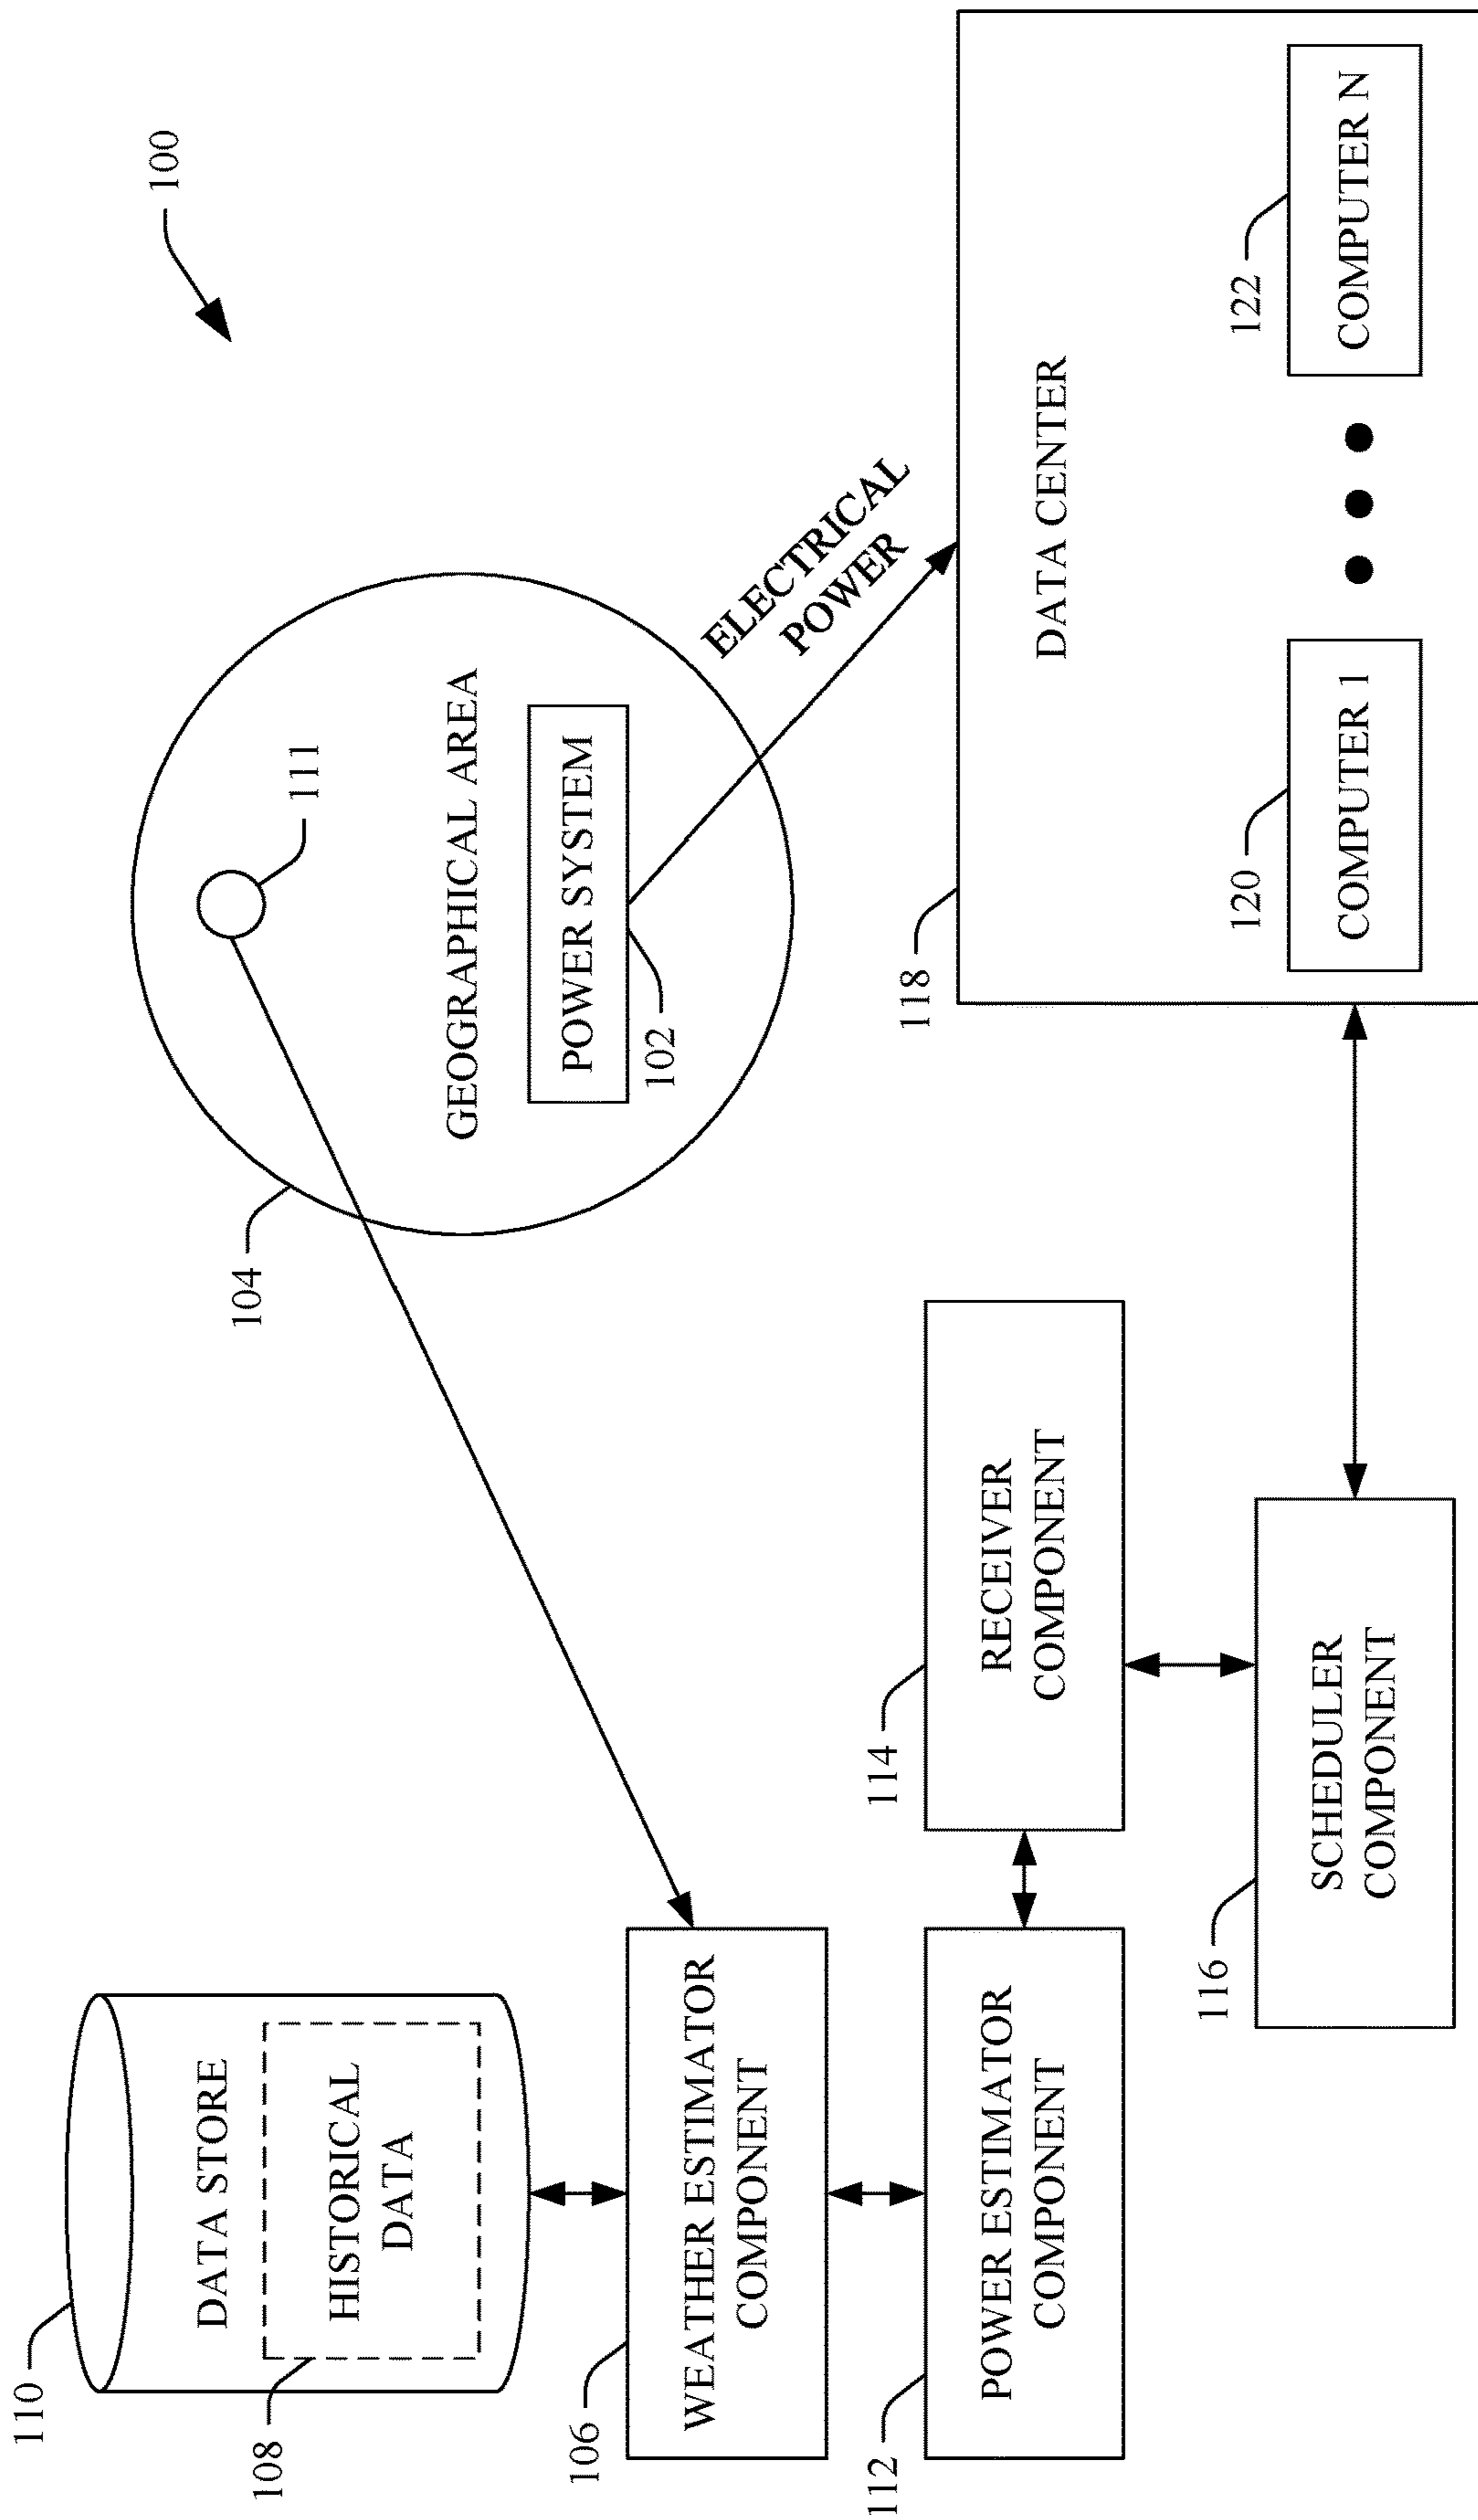 100
110
DATA STORE
108
HISTORICAL
DATA
104
111
GEOGRAPHICAL AREA
POWER SYSTEM
102
ELECTRICAL
POWER
106
WEATHER ESTIMATOR
COMPONENT
112
POWER ESTIMATOR
COMPONENT
114
RECEIVER
COMPONENT
116
SCHEDULER
COMPONENT
118
DATA CENTER
120
COMPUTER 1
122
COMPUTER N